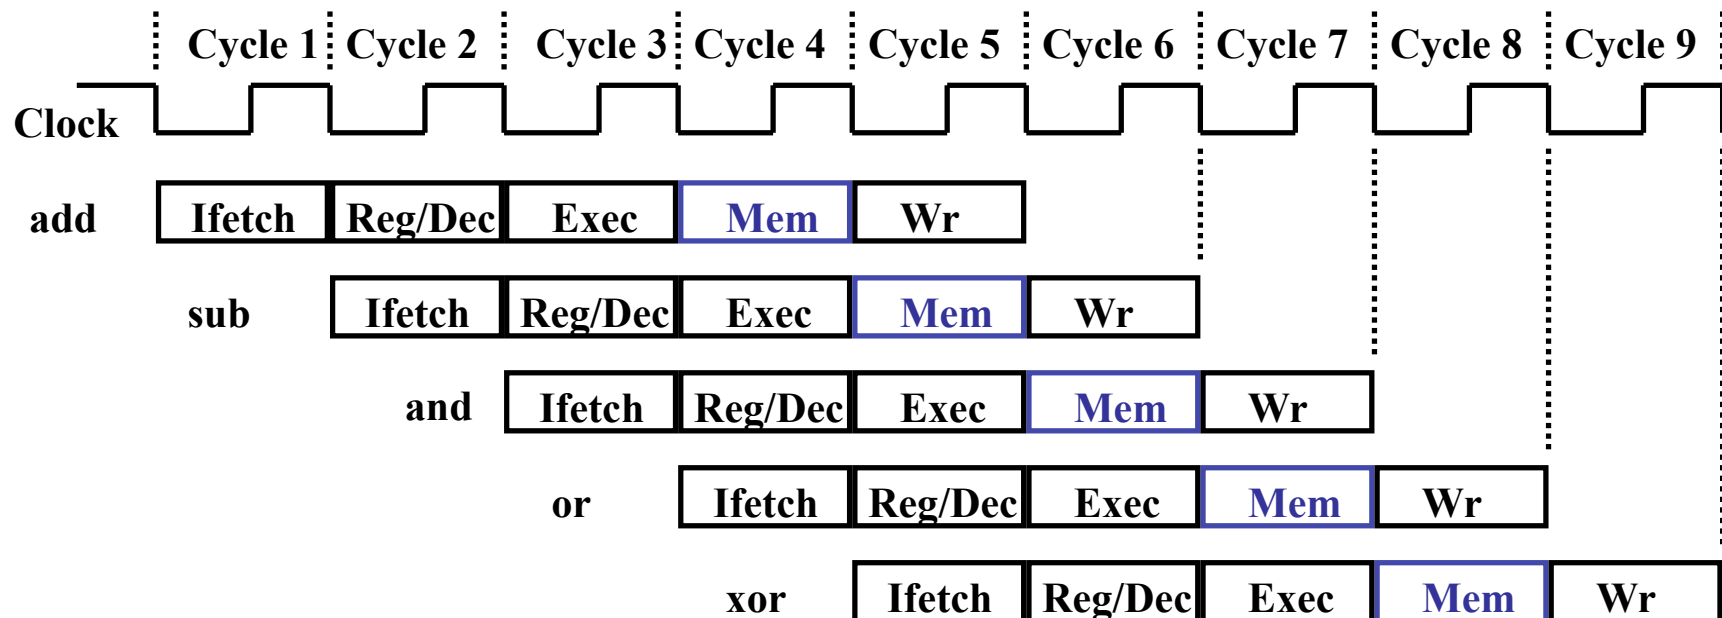 Cycle 1 Cycle 2 Cycle 3 Cycle 4 Cycle 5 Cycle 6 Cycle 7 Cycle 8 Cycle 9
Clock
add Ifetch Reg/Dec Exec Mem Wr
sub Ifetch Reg/Dec Exec Mem Wr
and Ifetch Reg/Dec Exec Mem Wr
or Ifetch Reg/Dec Exec Mem Wr
xor Ifetch Reg/Dec Exec Mem Wr